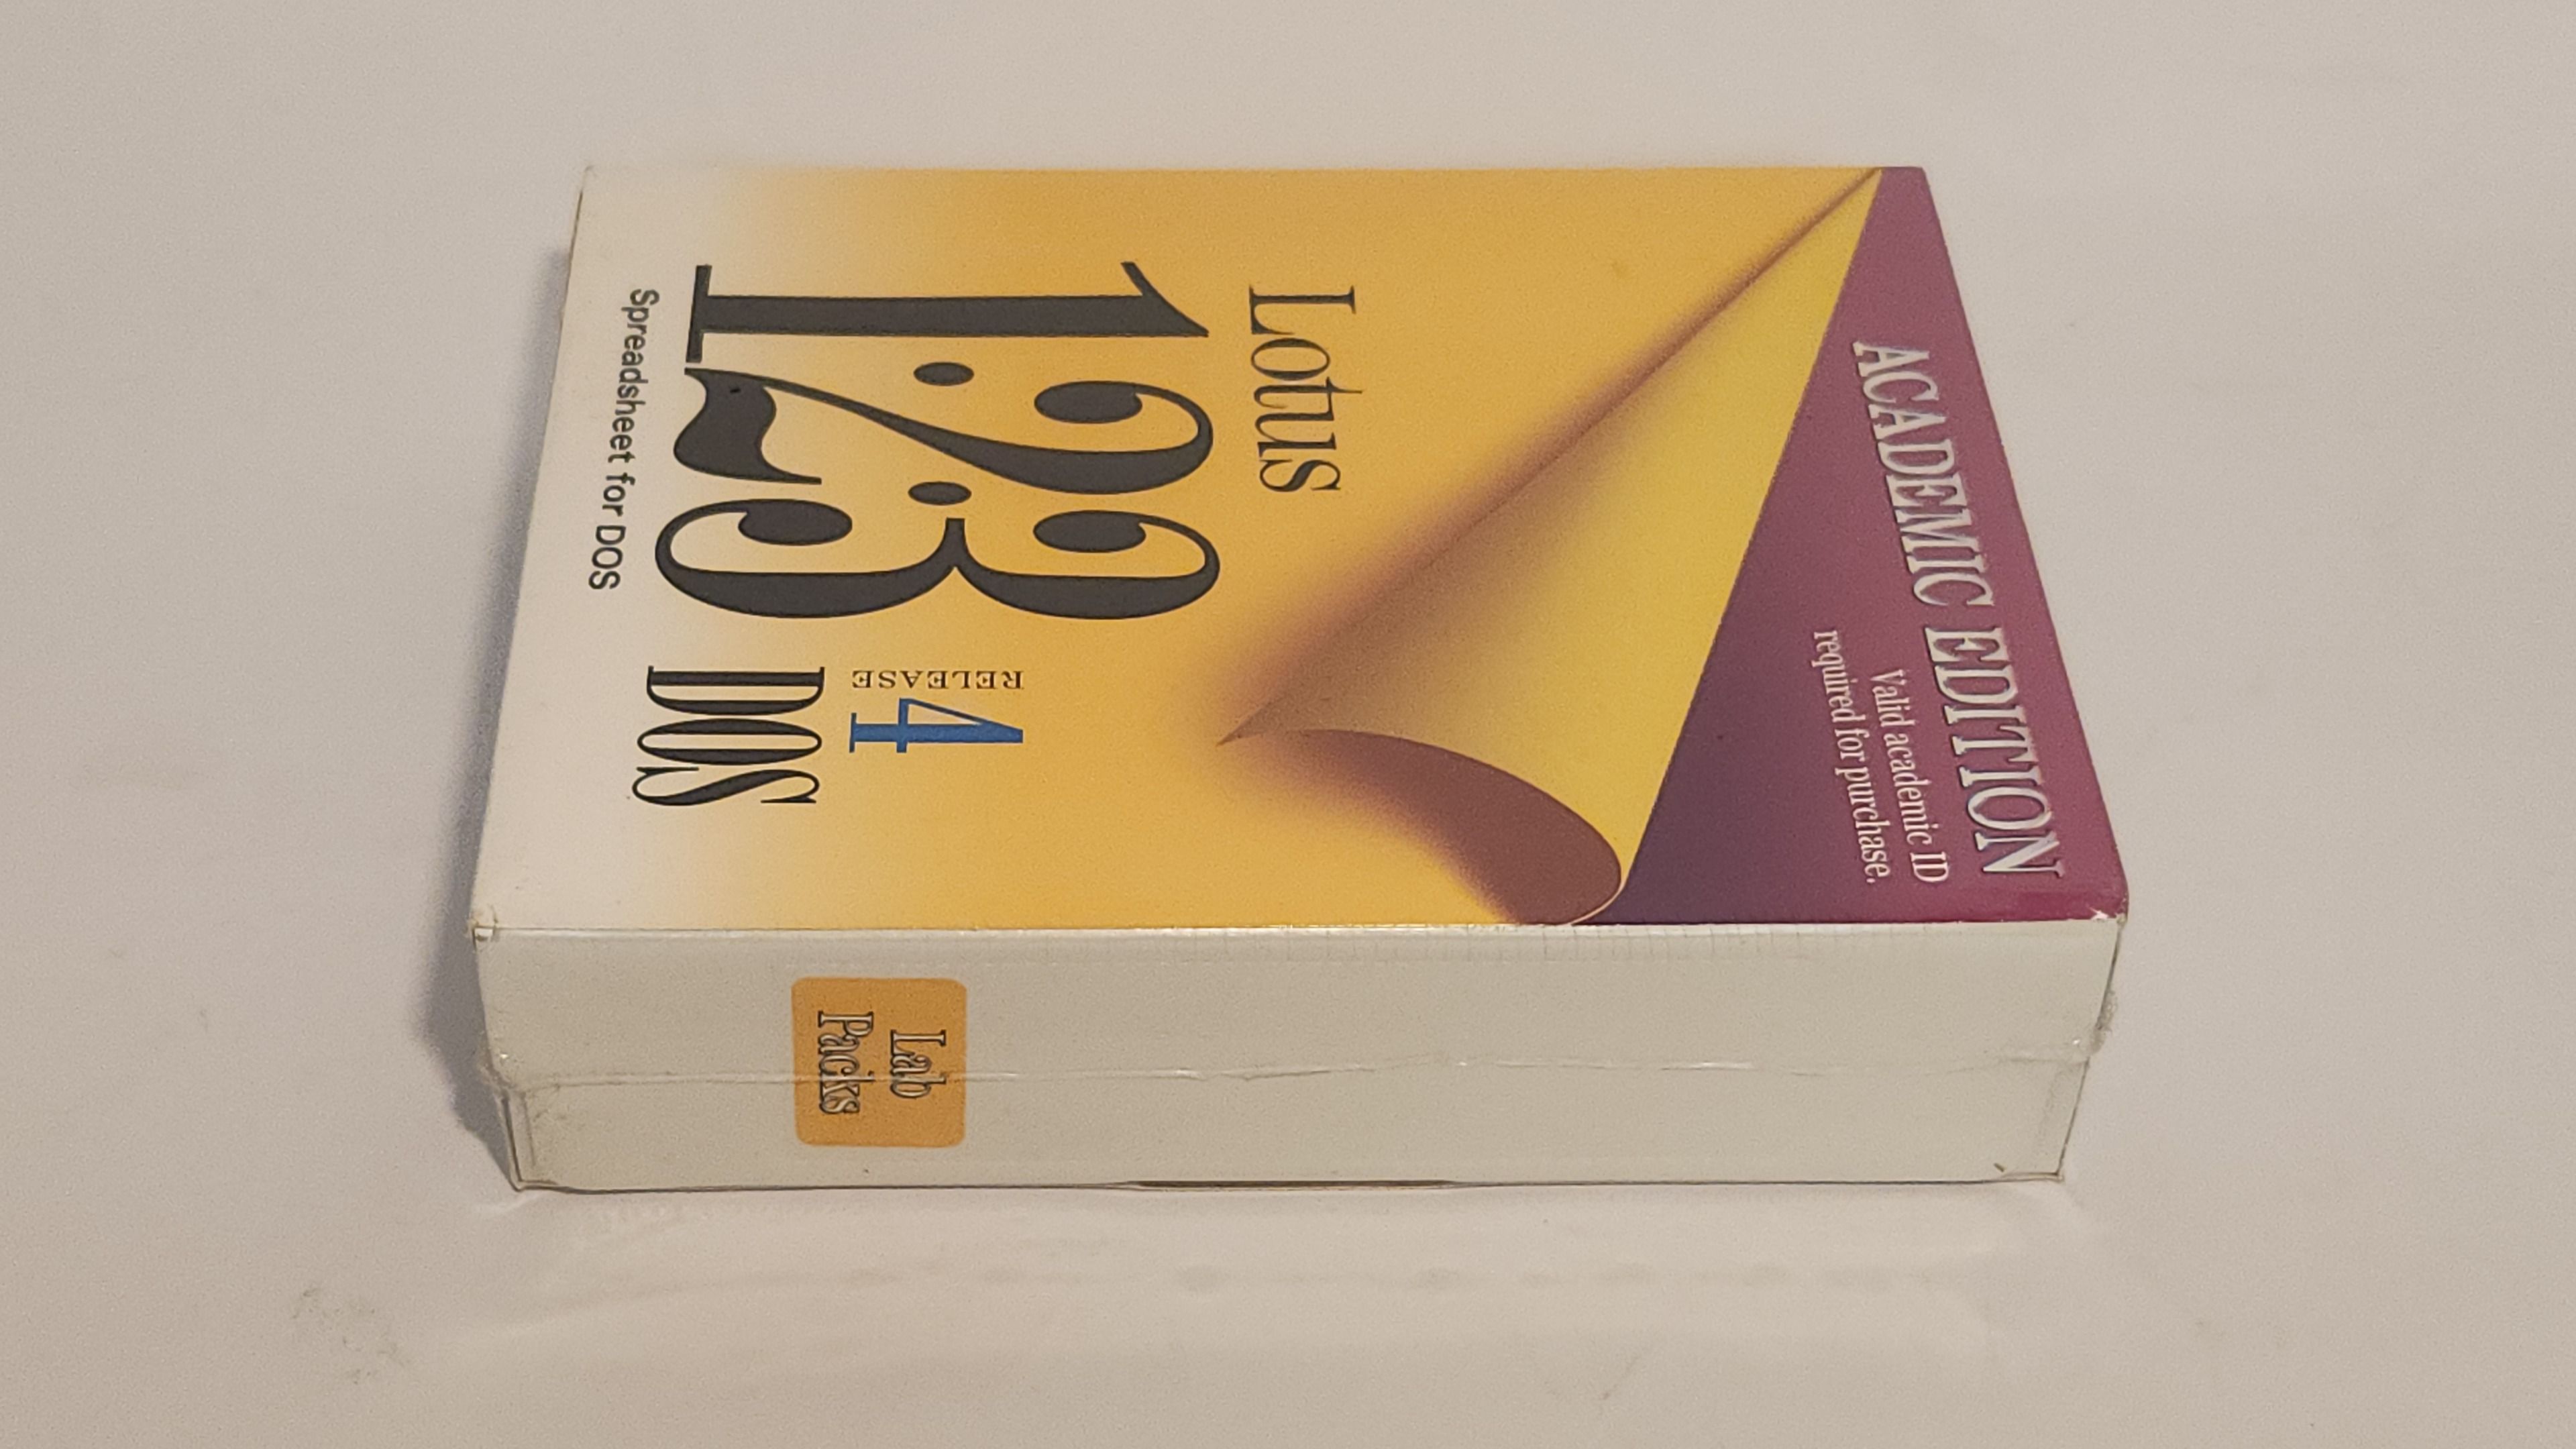 ACADEMIC EDITION
Valid academic ID
required for purchase.
Lotus
1·2·3
RELEASE
4
DOS
Spreadsheet for DOS
Lab
Packs